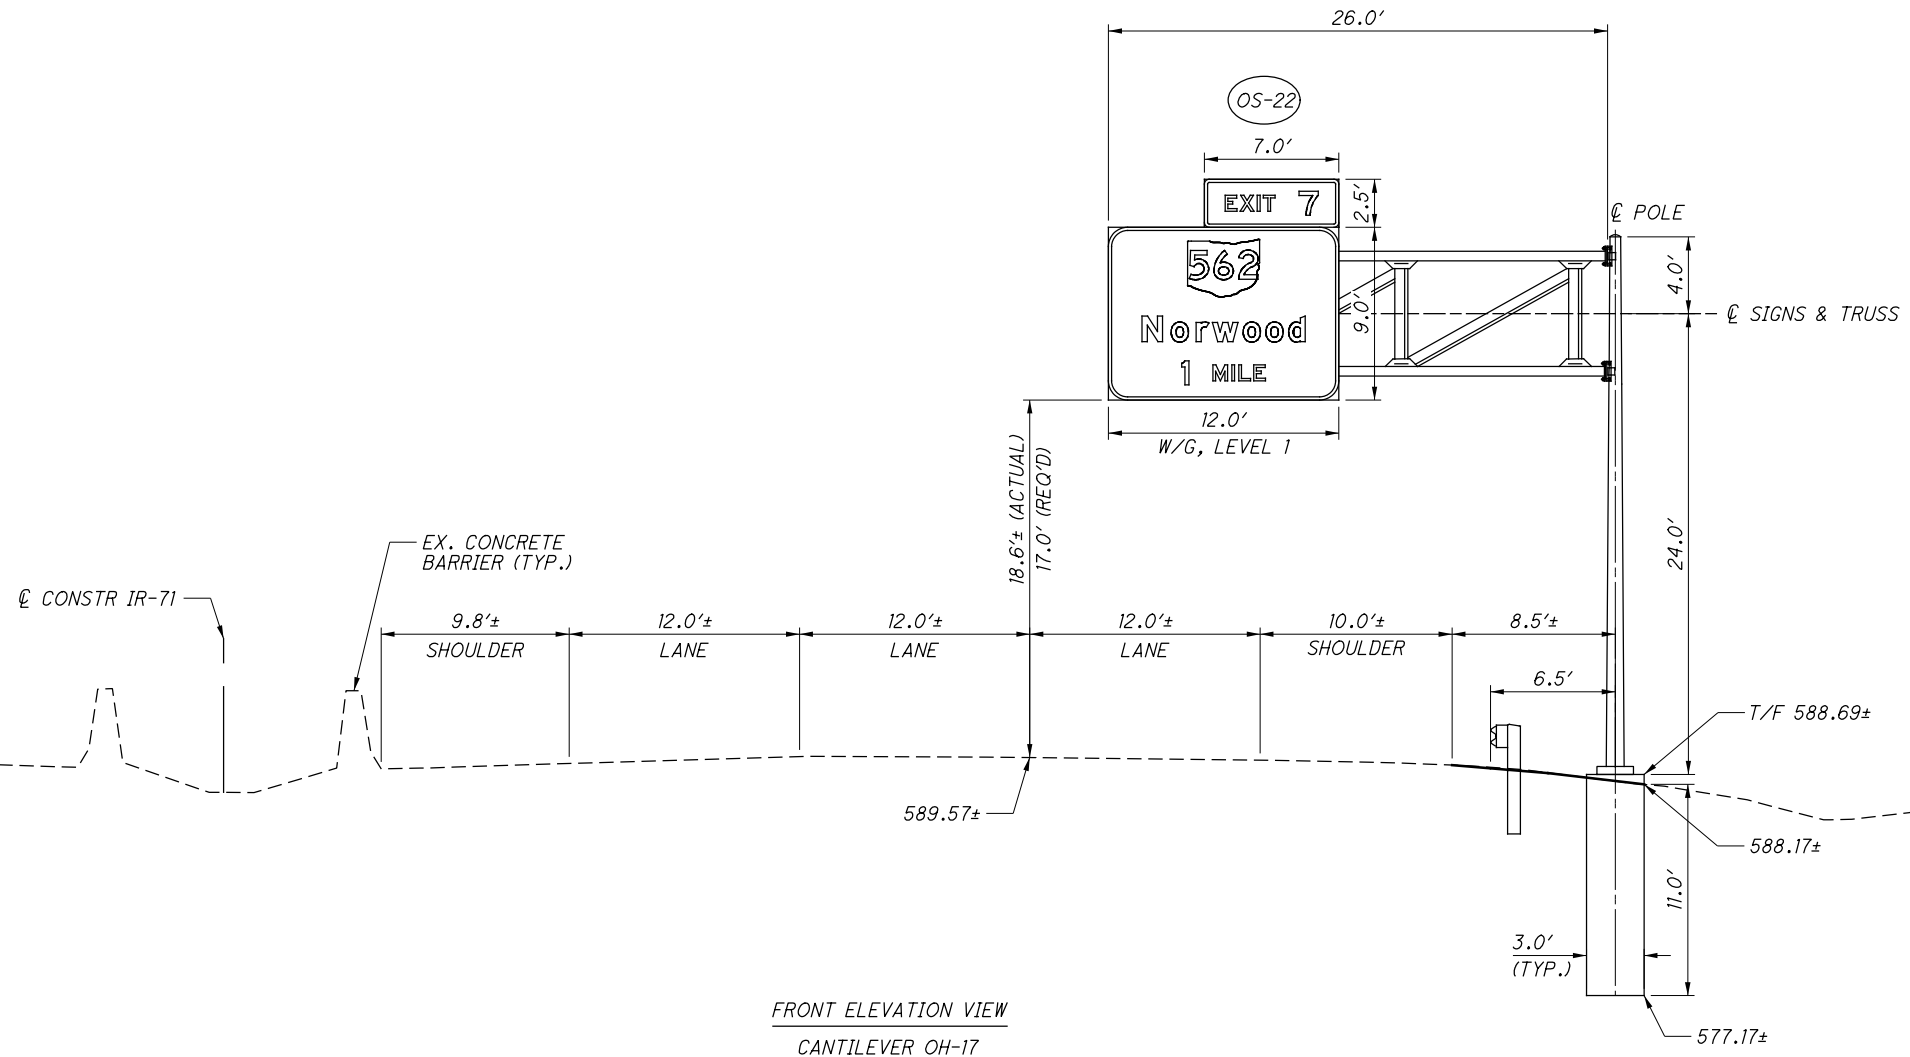 26.0'
OS-22
7.0'
EXIT 7
2.5'
℄ POLE
562
4.0'
9.0'
℄ SIGNS & TRUSS
Norwood
1 MILE
12.0'
W/G, LEVEL 1
18.6'± (ACTUAL)
17.0' (REQ'D)
24.0'
EX. CONCRETE
BARRIER (TYP.)
℄ CONSTR IR-71
9.8'±
SHOULDER
12.0'±
LANE
12.0'±
LANE
12.0'±
LANE
10.0'±
SHOULDER
8.5'±
6.5'
T/F 588.69±
589.57±
588.17±
11.0'
3.0'
(TYP.)
577.17±
FRONT ELEVATION VIEW
CANTILEVER OH-17